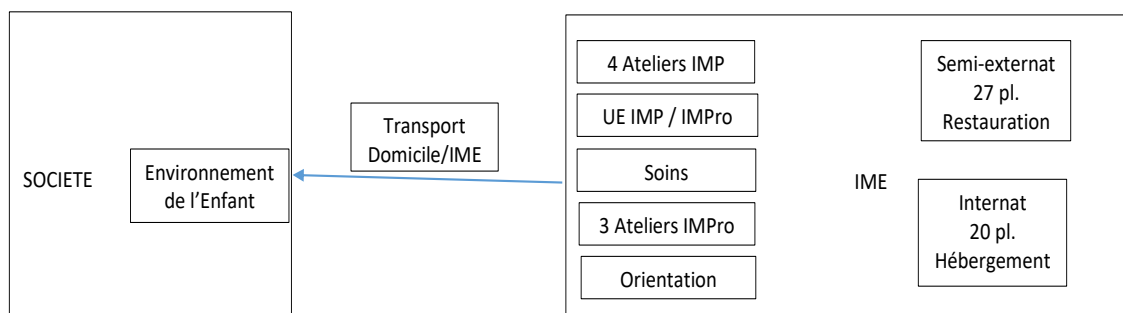 SOCIETE
Environnement
de l'Enfant
Transport
Domicile/IME
4 Ateliers IMP
UE IMP / IMPro
Soins
3 Ateliers IMPro
Orientation
IME
Semi-externat
27 pl.
Restauration
Internat
20 pl.
Hébergement